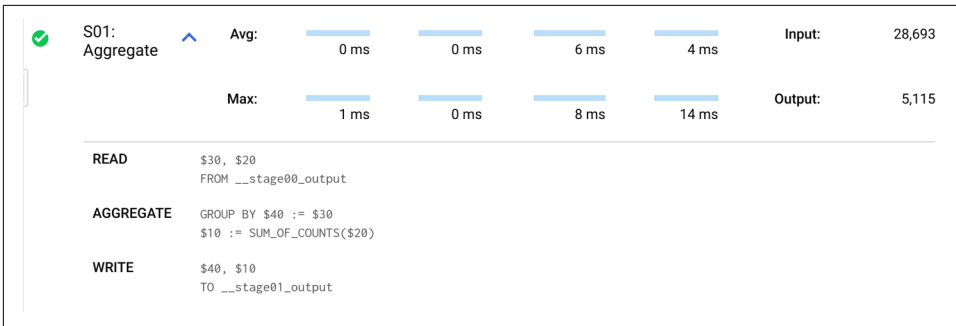 S01:
Aggregate
Avg:
0 ms
0 ms
6 ms
4 ms
Input:
28,693
Max:
1 ms
0 ms
8 ms
14 ms
Output:
5,115
READ
$30, $20
FROM __stage00_output
AGGREGATE
GROUP BY $40 := $30
$10 := SUM_OF_COUNTS($20)
WRITE
$40, $10
TO __stage01_output